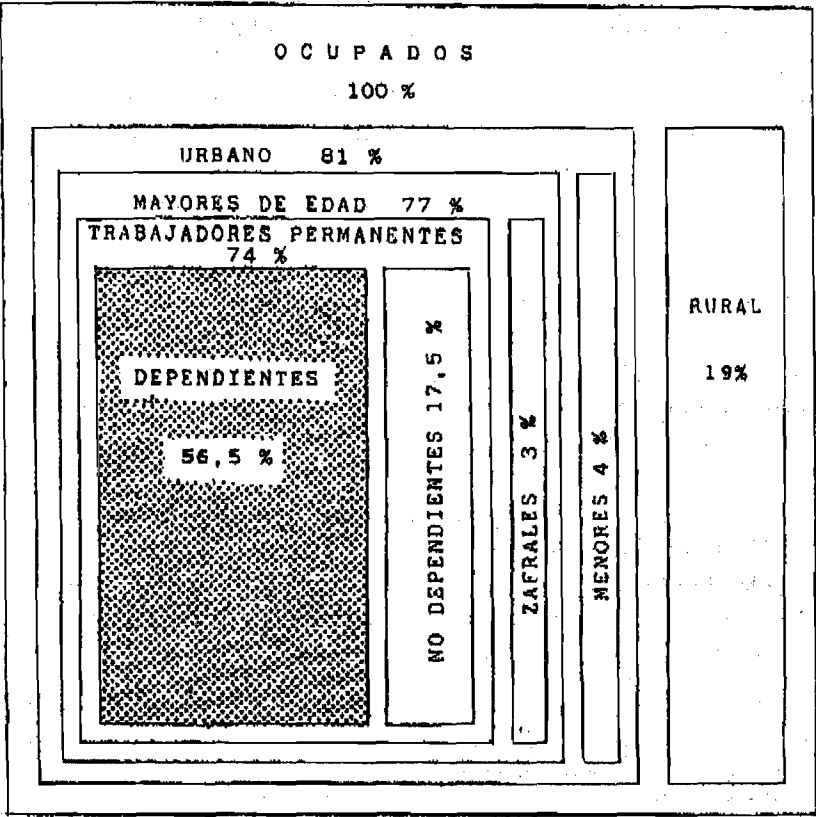 OCUPADOS
100 %
URBANO 81 %
MAYORES DE EDAD 77 %
TRABAJADORES PERMANENTES
74 %
DEPENDIENTES
56,5 %
NO DEPENDIENTES 17,5 %
ZAFRALES 3 %
MENORES 4 %
RURAL
19%